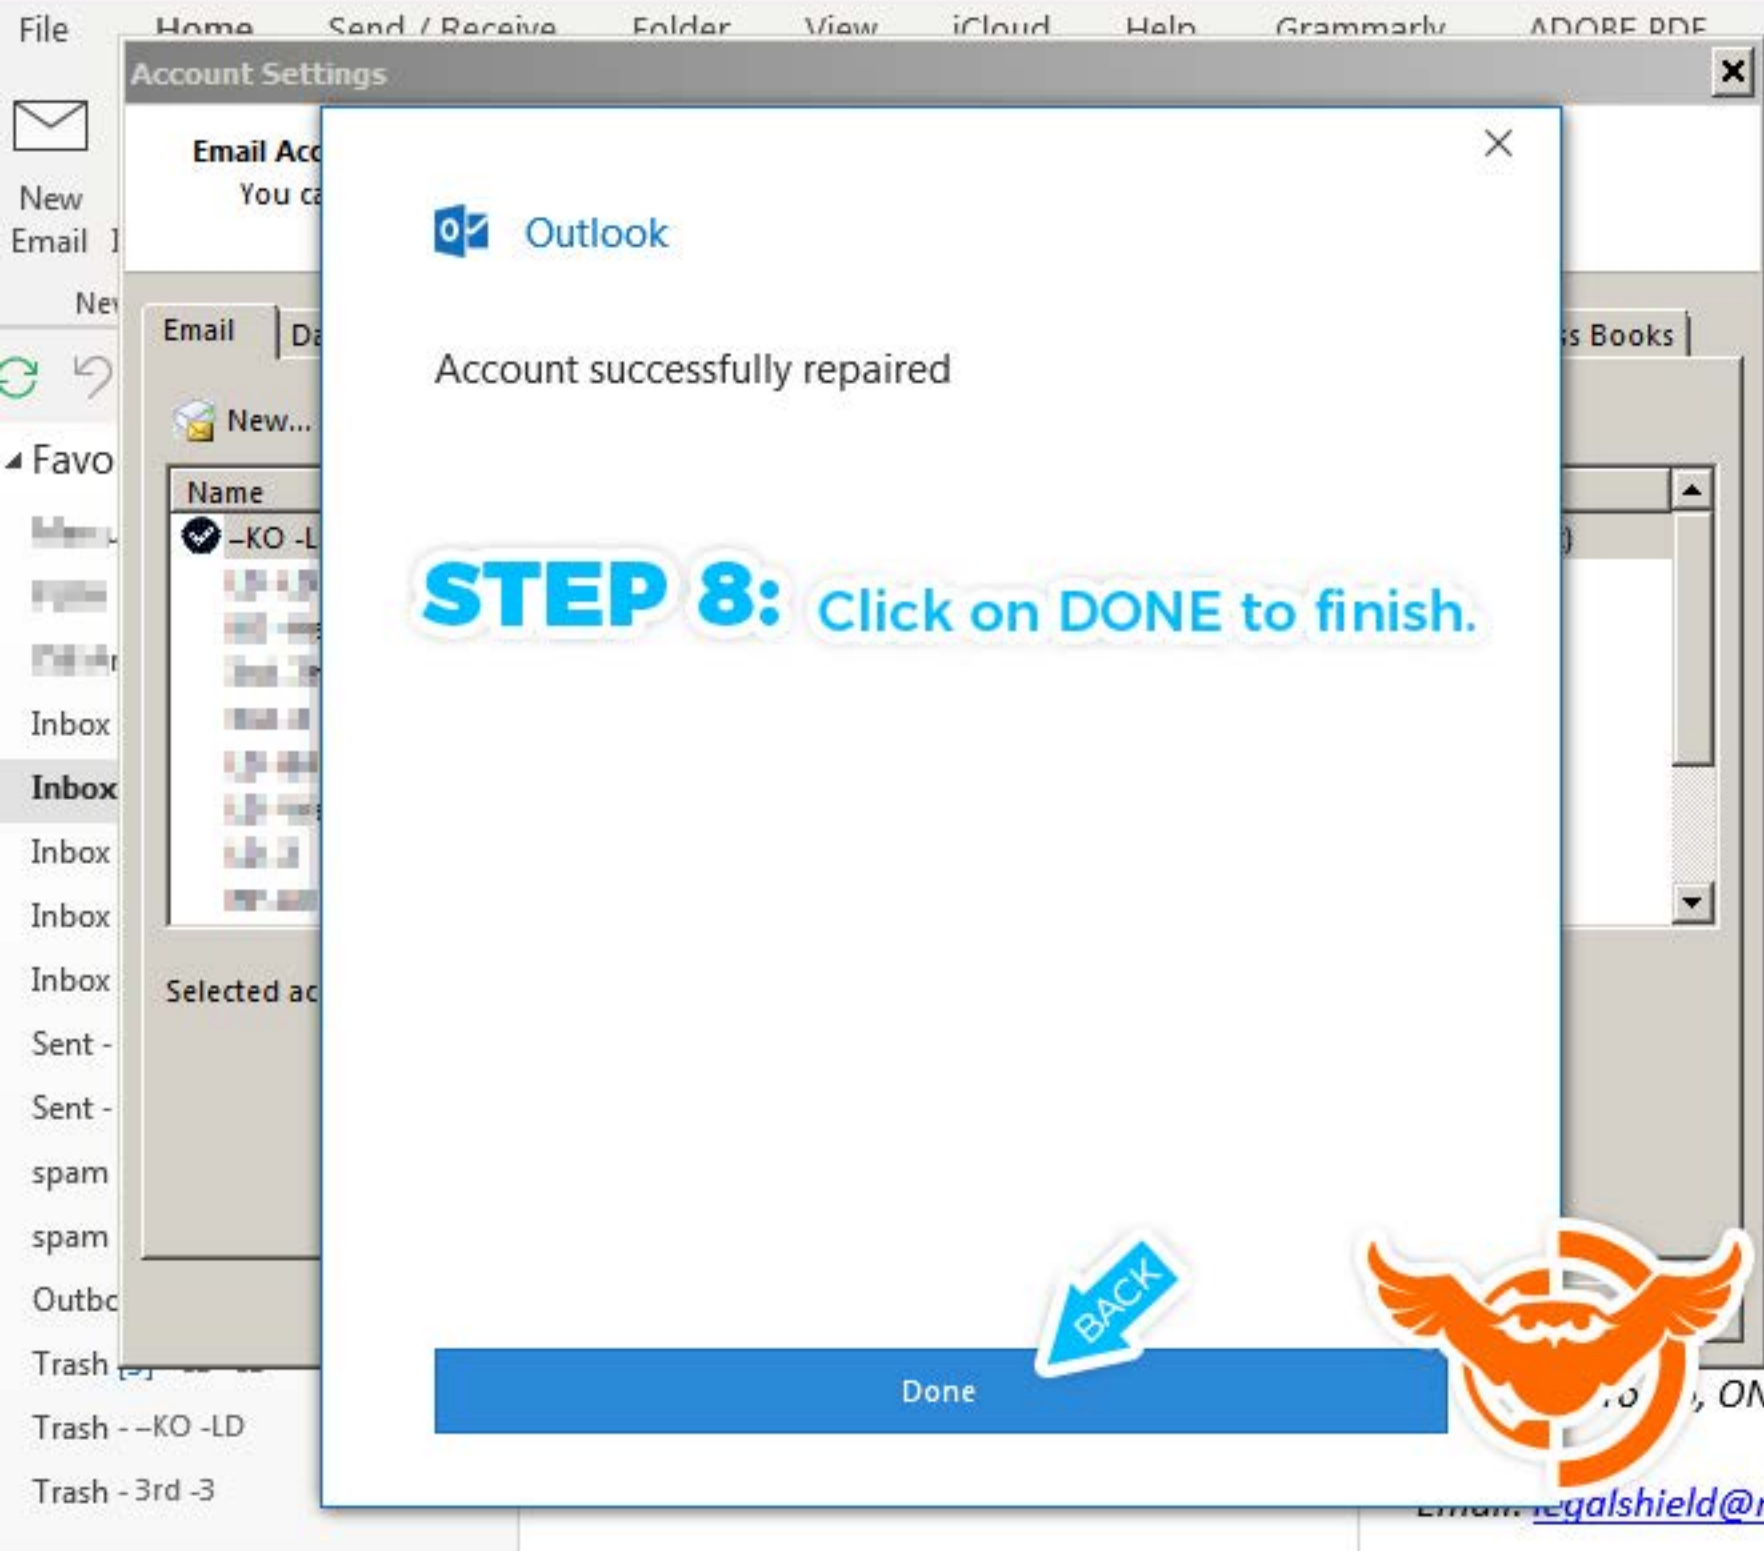 File Home Send / Receive Folder View iCloud Help Grammarly ADOBE PDF
Account Settings
New
Email
Email Acc
You ca
Outlook
Email
s Books
Account successfully repaired
New...
Favo
Name
–KO -L
STEP 8: Click on DONE to finish.
Inbox
Inbox
Inbox
Inbox
Inbox
Selected ac
Sent -
Sent -
spam
spam
Outbo
BACK
Trash
Done
, ON
Trash - –KO -LD
Trash - 3rd -3
Email: legalshield@